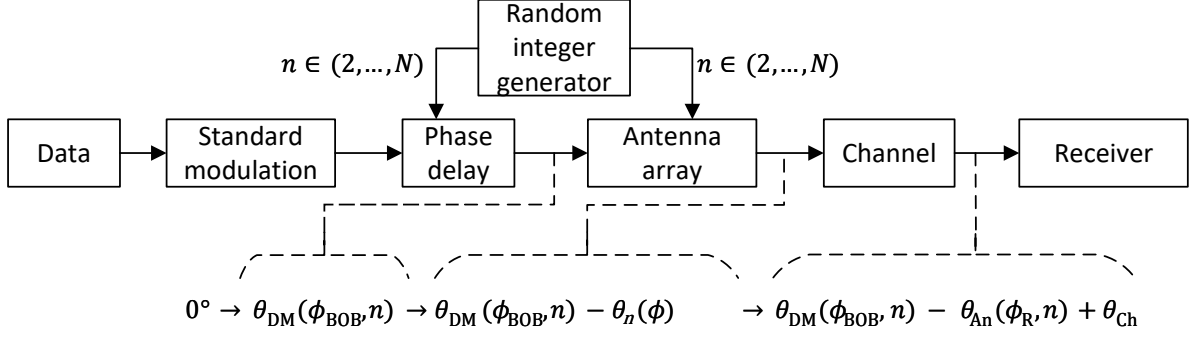 Random
integer
generator
n ∈ (2,...,N)
n ∈ (2,...,N)
Data
Standard
modulation
Phase
delay
Antenna
array
Channel
Receiver
0° → θ_DM(ϕ_BOB, n) → θ_DM(ϕ_BOB, n) − θ_n(ϕ) → θ_DM(ϕ_BOB, n) − θ_An(ϕ_R, n) + θ_Ch